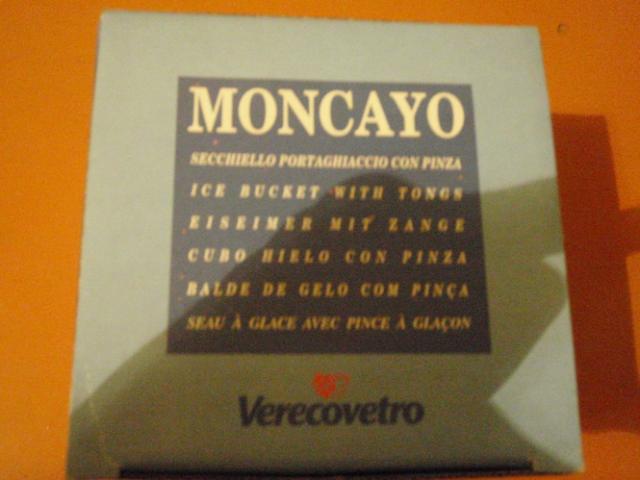 MONCAYO
SECCHIELLO PORTAGHIACCIO CON PINZA
ICE BUCKET WITH TONGS
EISEIMER MIT ZANGE
CUBO HIELO CON PINZA
BALDE DE GELO COM PINÇA
SEAU À GLACE AVEC PINCE À GLAÇON
Verecovetro